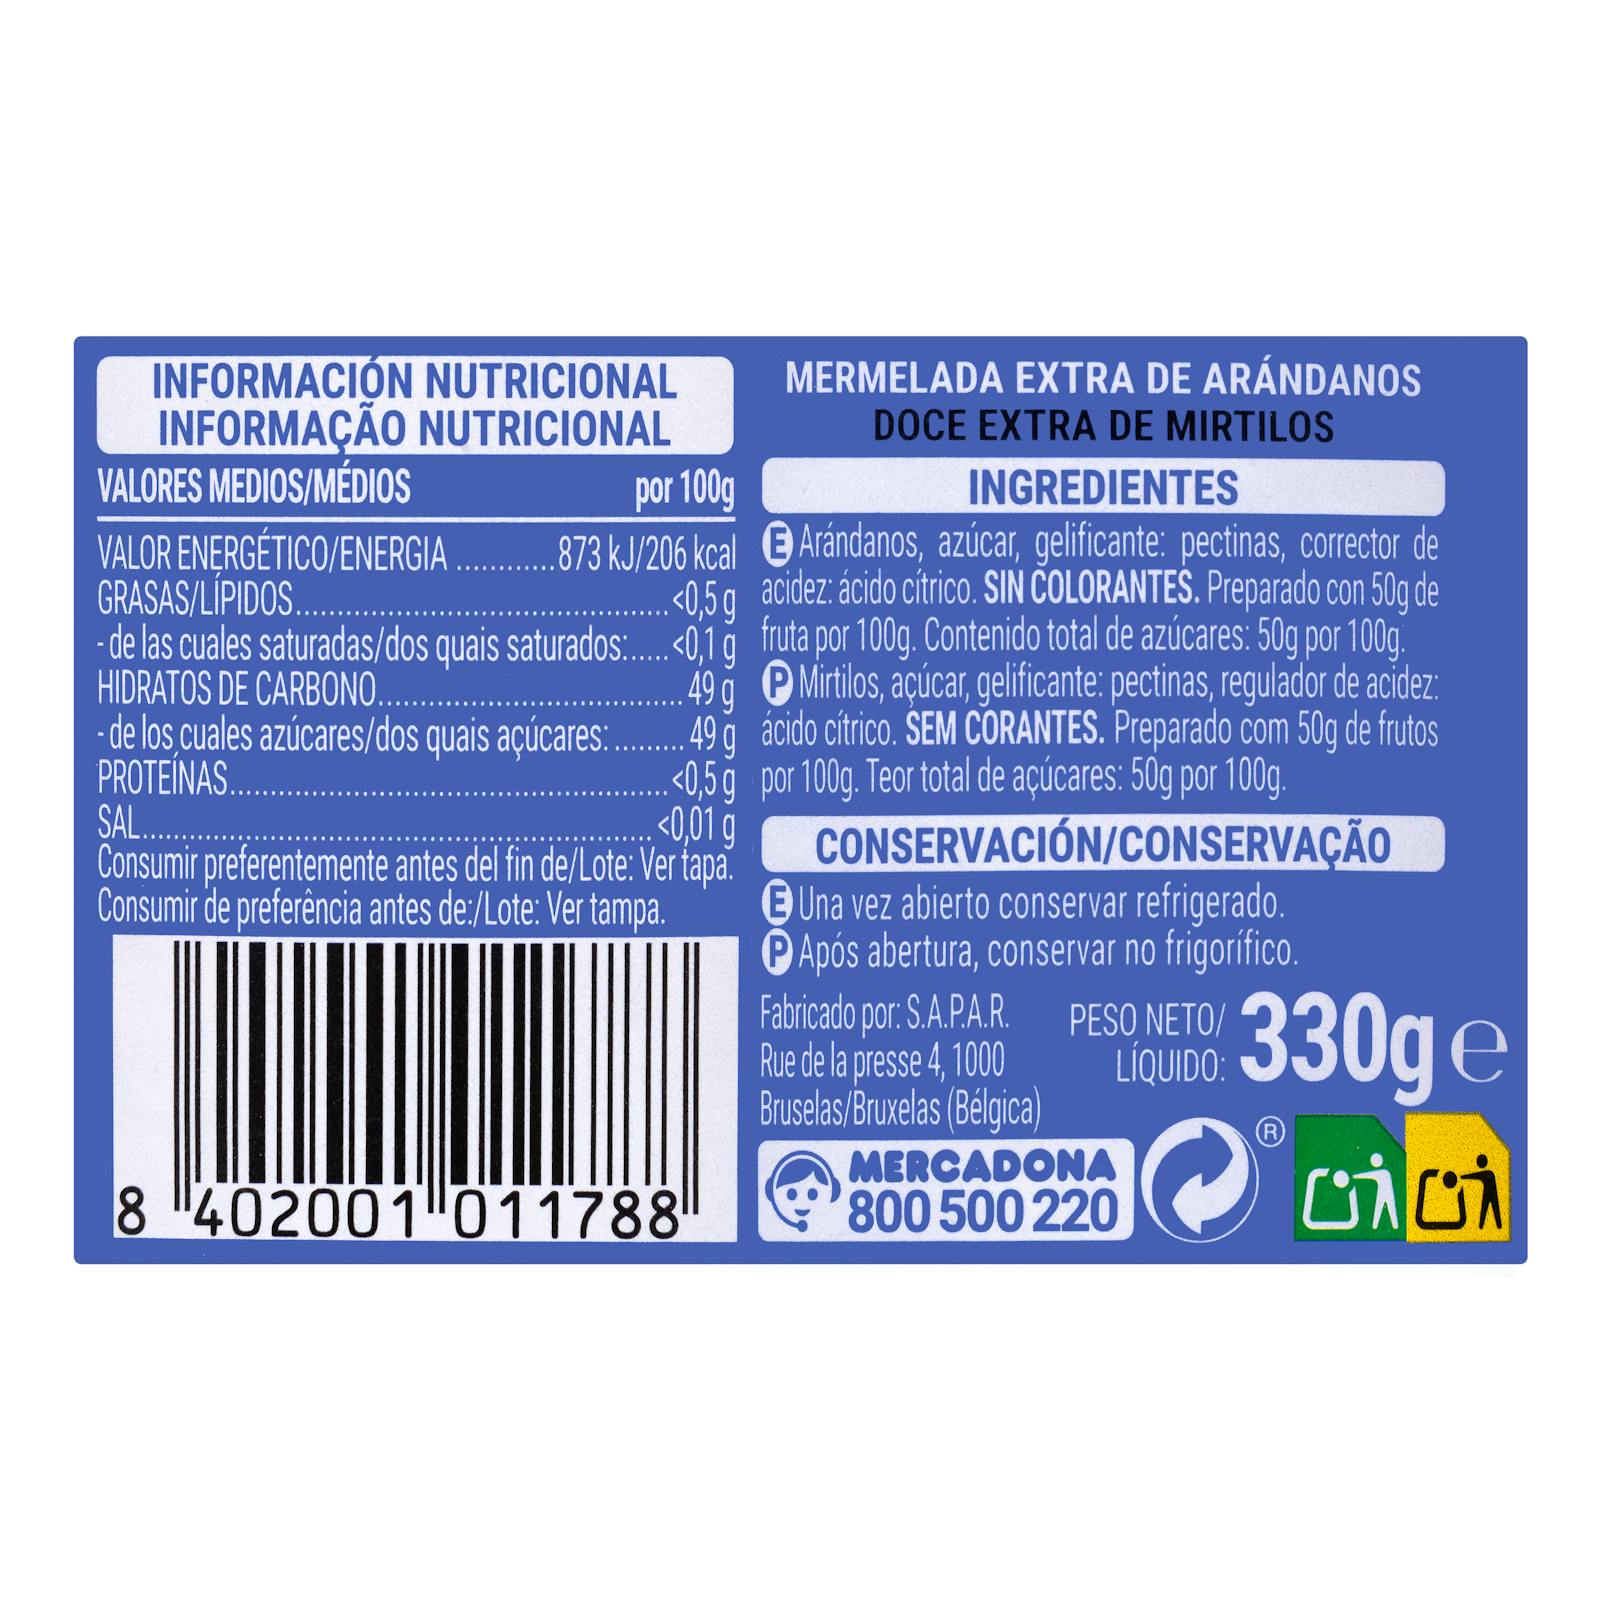 INFORMACIÓN NUTRICIONAL
INFORMAÇÃO NUTRICIONAL
VALORES MEDIOS/MÉDIOS por 100g
VALOR ENERGÉTICO/ENERGIA ............873 kJ/206 kcal
GRASAS/LÍPIDOS.......................................<0,5 g
- de las cuales saturadas/dos quais saturados:.....<0,1 g
HIDRATOS DE CARBONO................................ 49 g
- de los cuales azúcares/dos quais açúcares: ........ 49 g
PROTEÍNAS..............................................<0,5 g
SAL.......................................................<0,01 g
Consumir preferentemente antes del fin de/Lote: Ver tapa.
Consumir de preferência antes de:/Lote: Ver tampa.
8 402001 011788
MERMELADA EXTRA DE ARÁNDANOS
DOCE EXTRA DE MIRTILOS
INGREDIENTES
E Arándanos, azúcar, gelificante: pectinas, corrector de
acidez: ácido cítrico. SIN COLORANTES. Preparado con 50g de
fruta por 100g. Contenido total de azúcares: 50g por 100g.
P Mirtilos, açúcar, gelificante: pectinas, regulador de acidez:
ácido cítrico. SEM CORANTES. Preparado com 50g de frutos
por 100g. Teor total de açúcares: 50g por 100g.
CONSERVACIÓN/CONSERVAÇÃO
E Una vez abierto conservar refrigerado.
P Após abertura, conservar no frigorífico.
Fabricado por: S.A.P.A.R.
Rue de la presse 4, 1000
Bruselas/Bruxelas (Bélgica)
PESO NETO/
LÍQUIDO: 330g e
MERCADONA
800 500 220
®